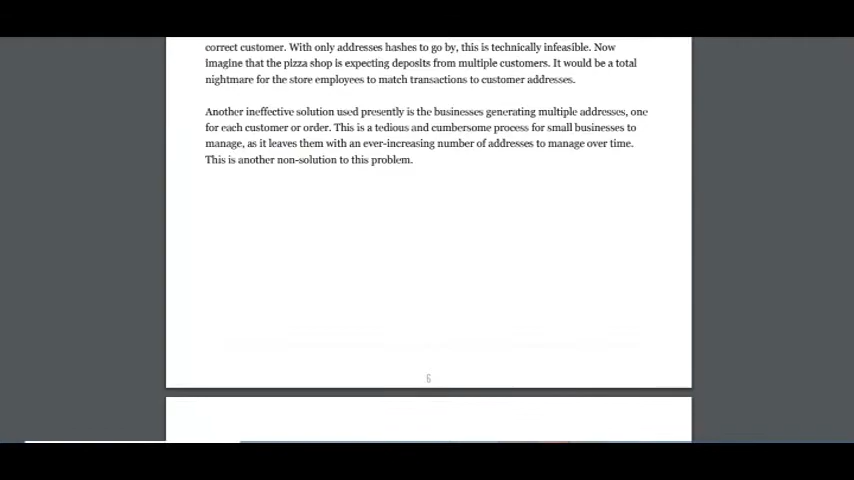 correct customer. With only addresses hashes to go by, this is technically infeasible. Now
imagine that the pizza shop is expecting deposits from multiple customers. It would be a total
nightmare for the store employees to match transactions to customer addresses.
Another ineffective solution used presently is the businesses generating multiple addresses, one
for each customer or order. This is a tedious and cumbersome process for small businesses to
manage, as it leaves them with an ever-increasing number of addresses to manage over time.
This is another non-solution to this problem.
6